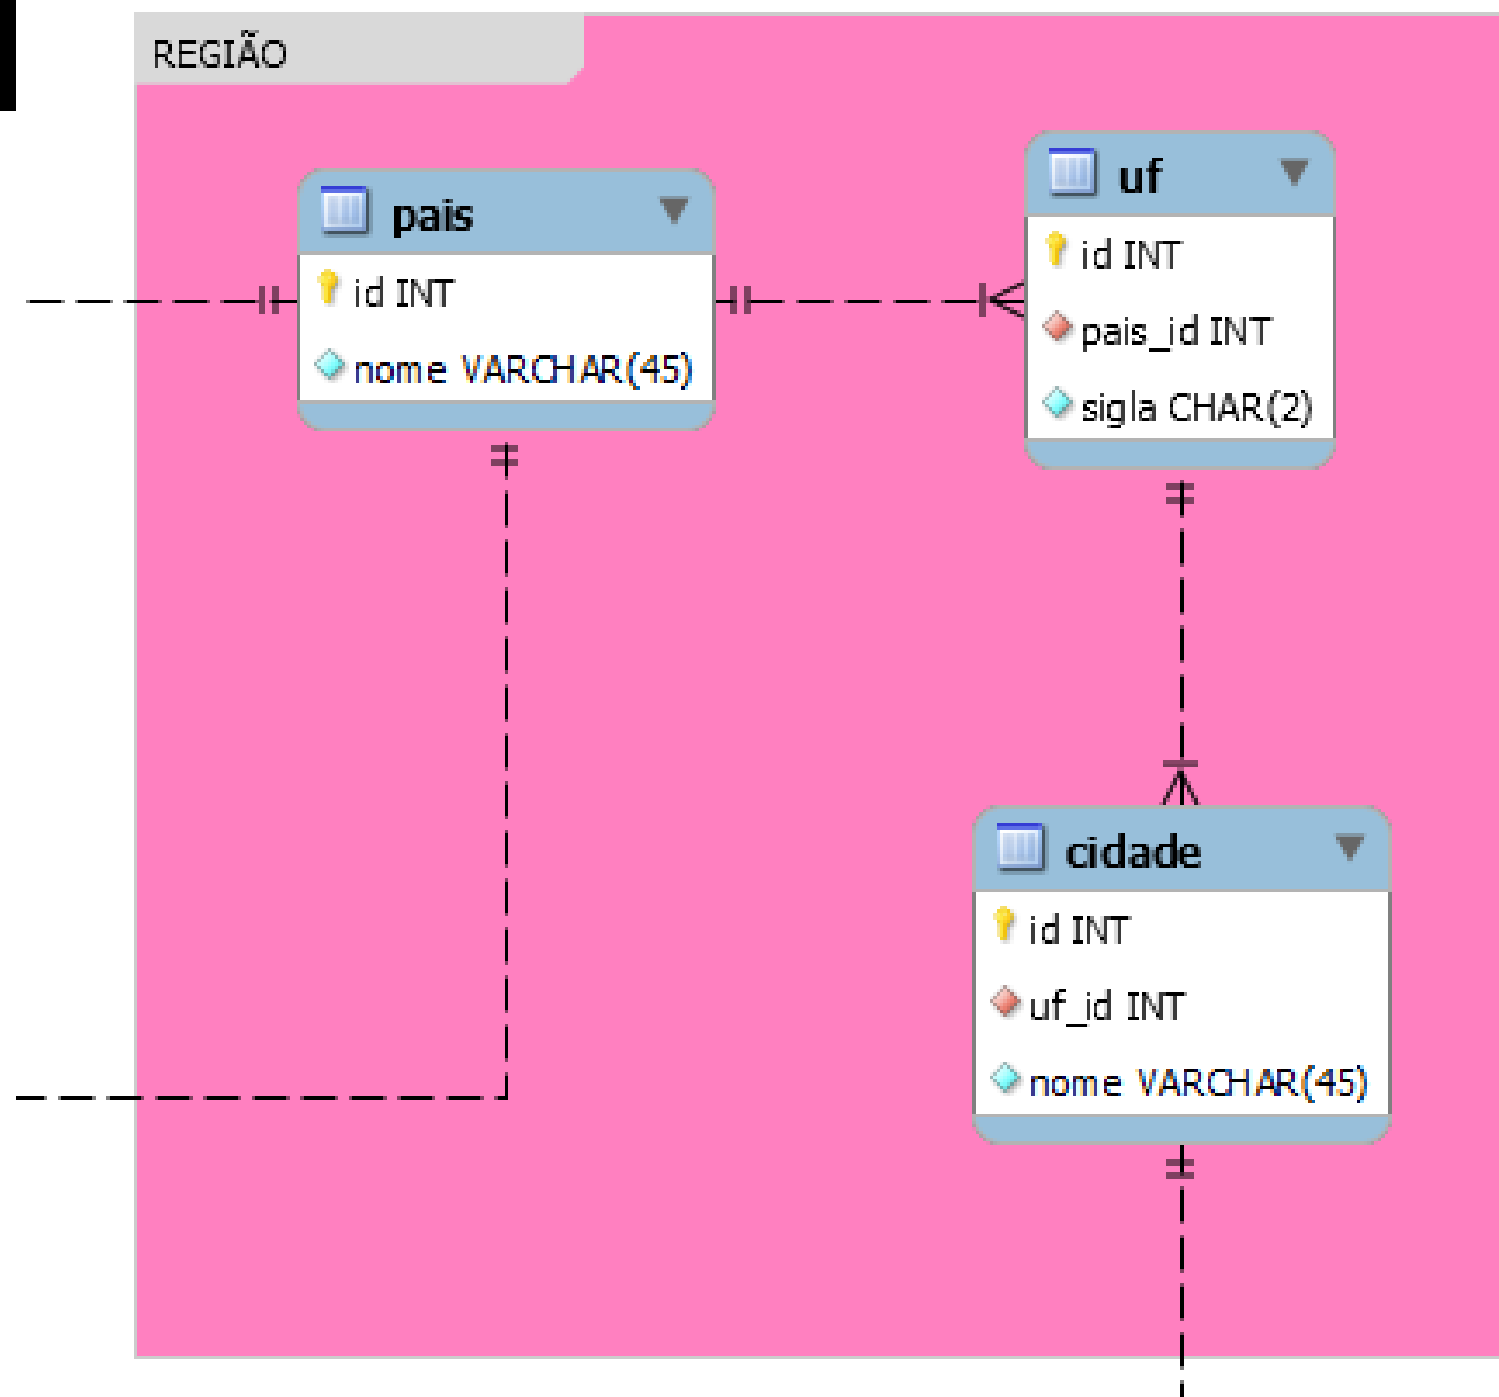 REGIÃO
pais
id INT
nome VARCHAR(45)
uf
id INT
pais_id INT
sigla CHAR(2)
cidade
id INT
uf_id INT
nome VARCHAR(45)